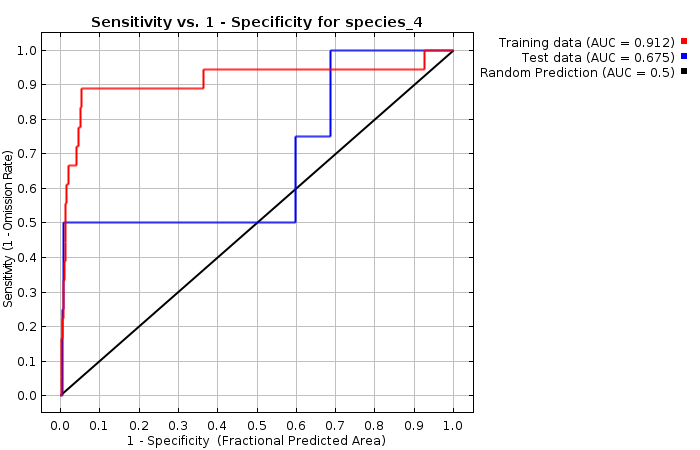 Sensitivity vs. 1 - Specificity for species_4
Training data (AUC = 0.912)
Test data (AUC = 0.675)
Random Prediction (AUC = 0.5)
Sensitivity (1 - Omission Rate)
1.0
0.9
0.8
0.7
0.6
0.5
0.4
0.3
0.2
0.1
0.0
0.0 0.1 0.2 0.3 0.4 0.5 0.6 0.7 0.8 0.9 1.0
1 - Specificity (Fractional Predicted Area)